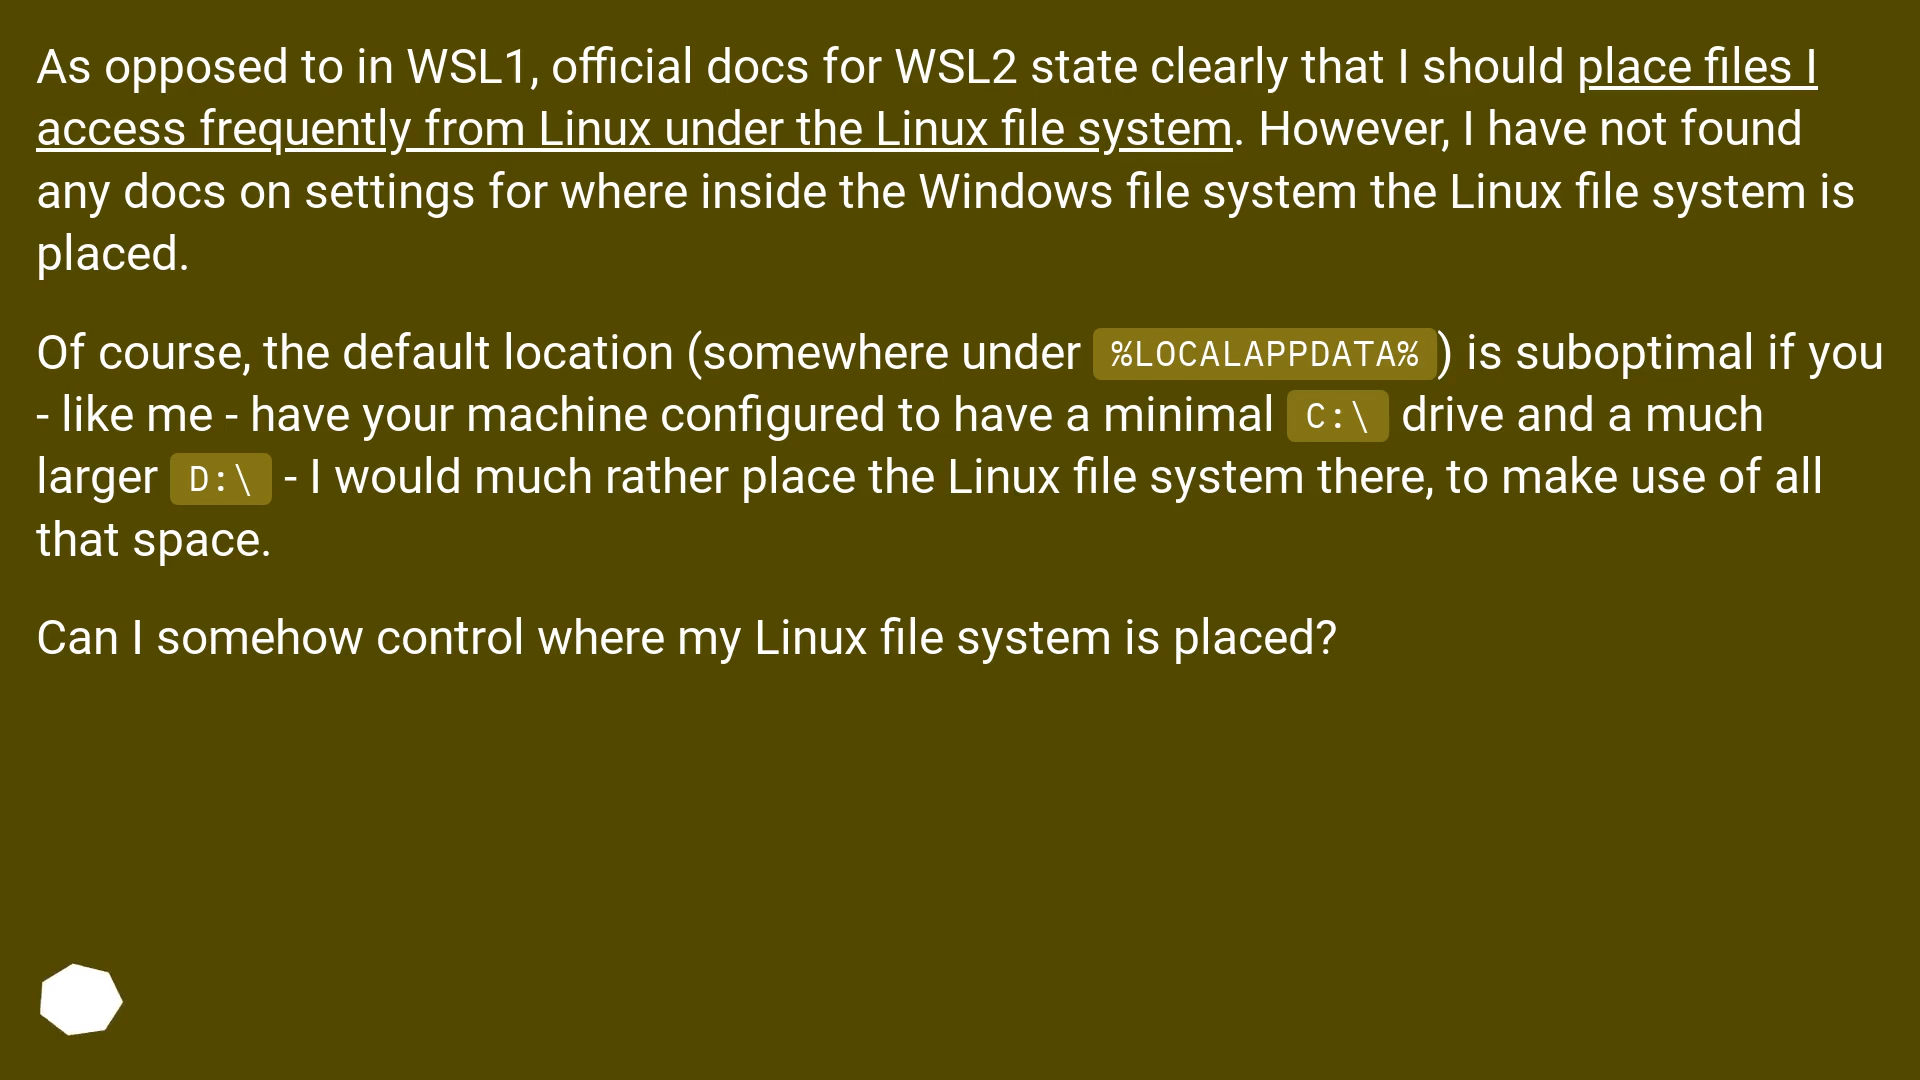 As opposed to in WSL1, official docs for WSL2 state clearly that I should place files I
access frequently from Linux under the Linux file system. However, I have not found
any docs on settings for where inside the Windows file system the Linux file system is
placed.
Of course, the default location (somewhere under %LOCALAPPDATA%) is suboptimal if you
- like me - have your machine configured to have a minimal C:\ drive and a much
larger D:\ - I would much rather place the Linux file system there, to make use of all
that space.
Can I somehow control where my Linux file system is placed?